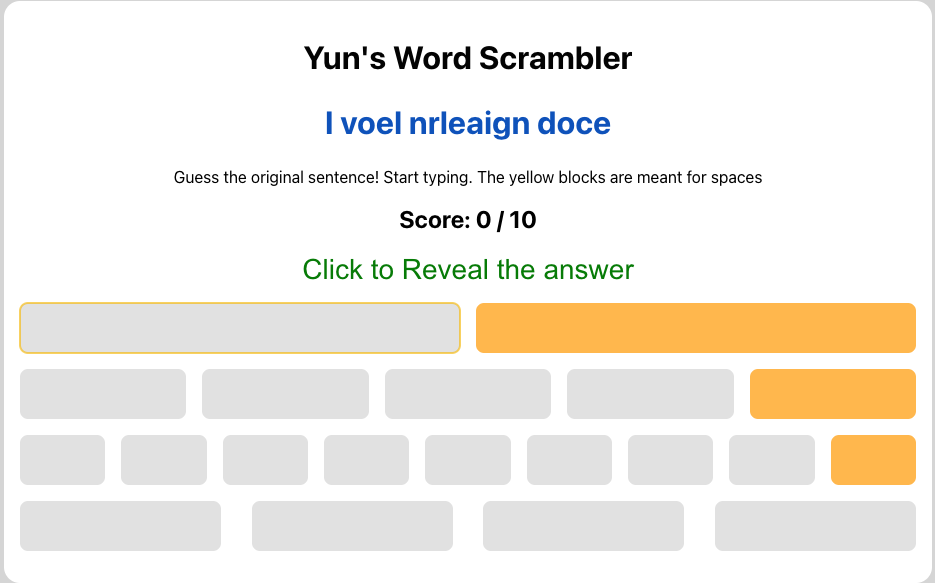 Yun's Word Scrambler
I voel nrleaign doce
Guess the original sentence! Start typing. The yellow blocks are meant for spaces
Score: 0 / 10
Click to Reveal the answer